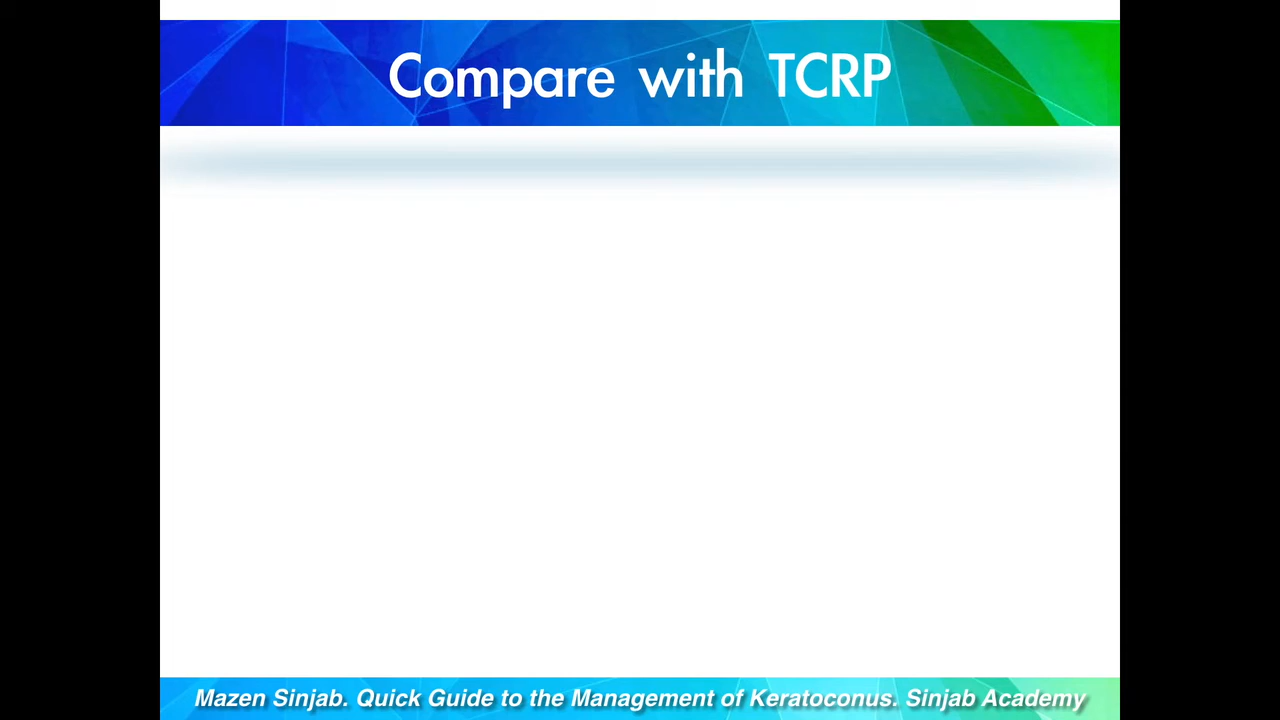 Compare with TCRP
Mazen Sinjab. Quick Guide to the Management of Keratoconus. Sinjab Academy